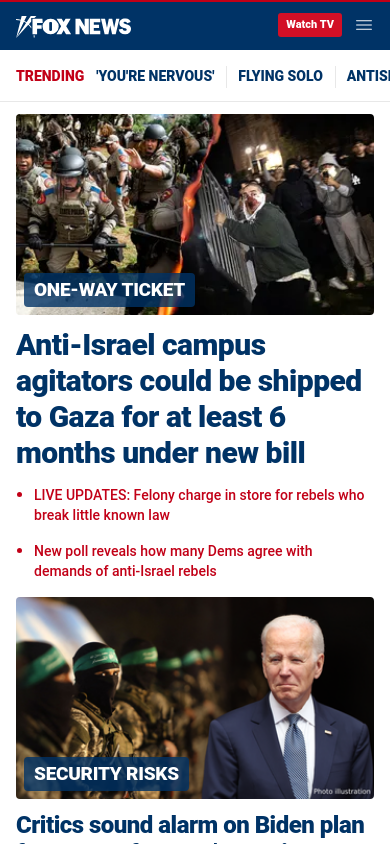 FOX NEWS
Watch TV
TRENDING 'YOU'RE NERVOUS' FLYING SOLO ANTIS
ONE-WAY TICKET
Anti-Israel campus
agitators could be shipped
to Gaza for at least 6
months under new bill
LIVE UPDATES: Felony charge in store for rebels who
break little known law
New poll reveals how many Dems agree with
demands of anti-Israel rebels
SECURITY RISKS
Photo illustration
Critics sound alarm on Biden plan